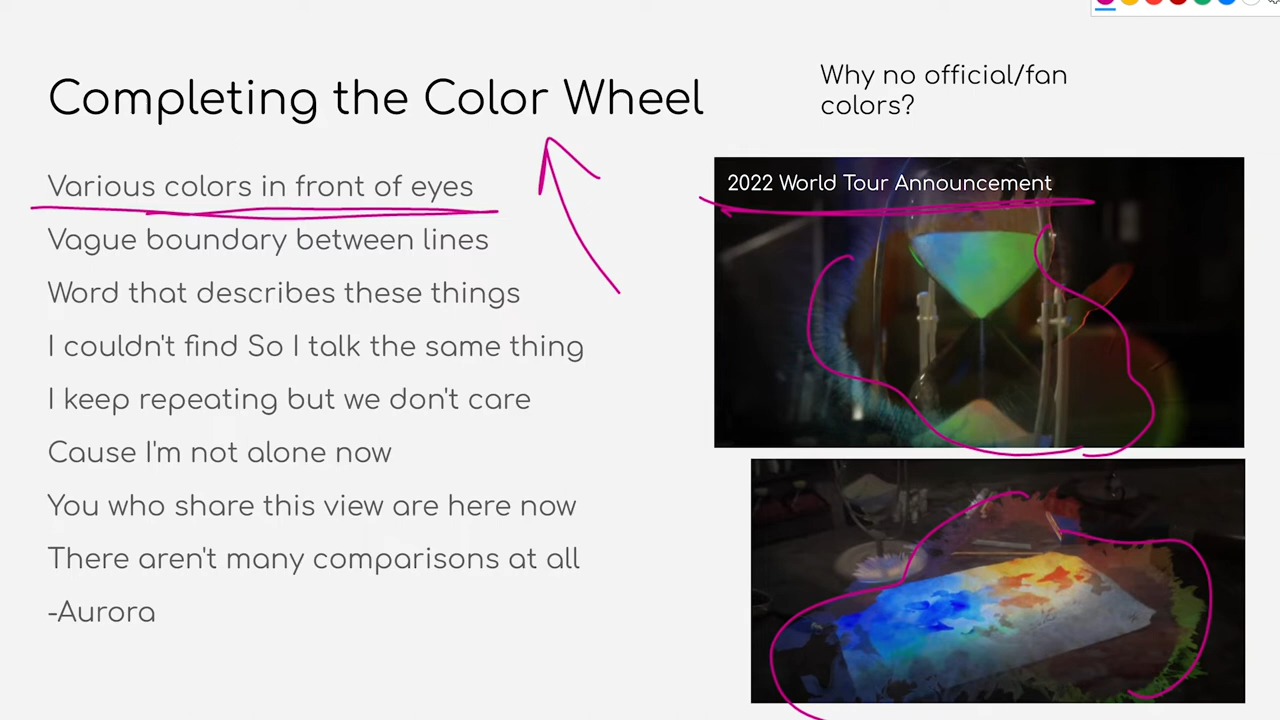 Completing the Color Wheel
Why no official/fan
colors?
Various colors in front of eyes
Vague boundary between lines
Word that describes these things
I couldn't find So I talk the same thing
I keep repeating but we don't care
Cause I'm not alone now
You who share this view are here now
There aren't many comparisons at all
-Aurora
2022 World Tour Announcement